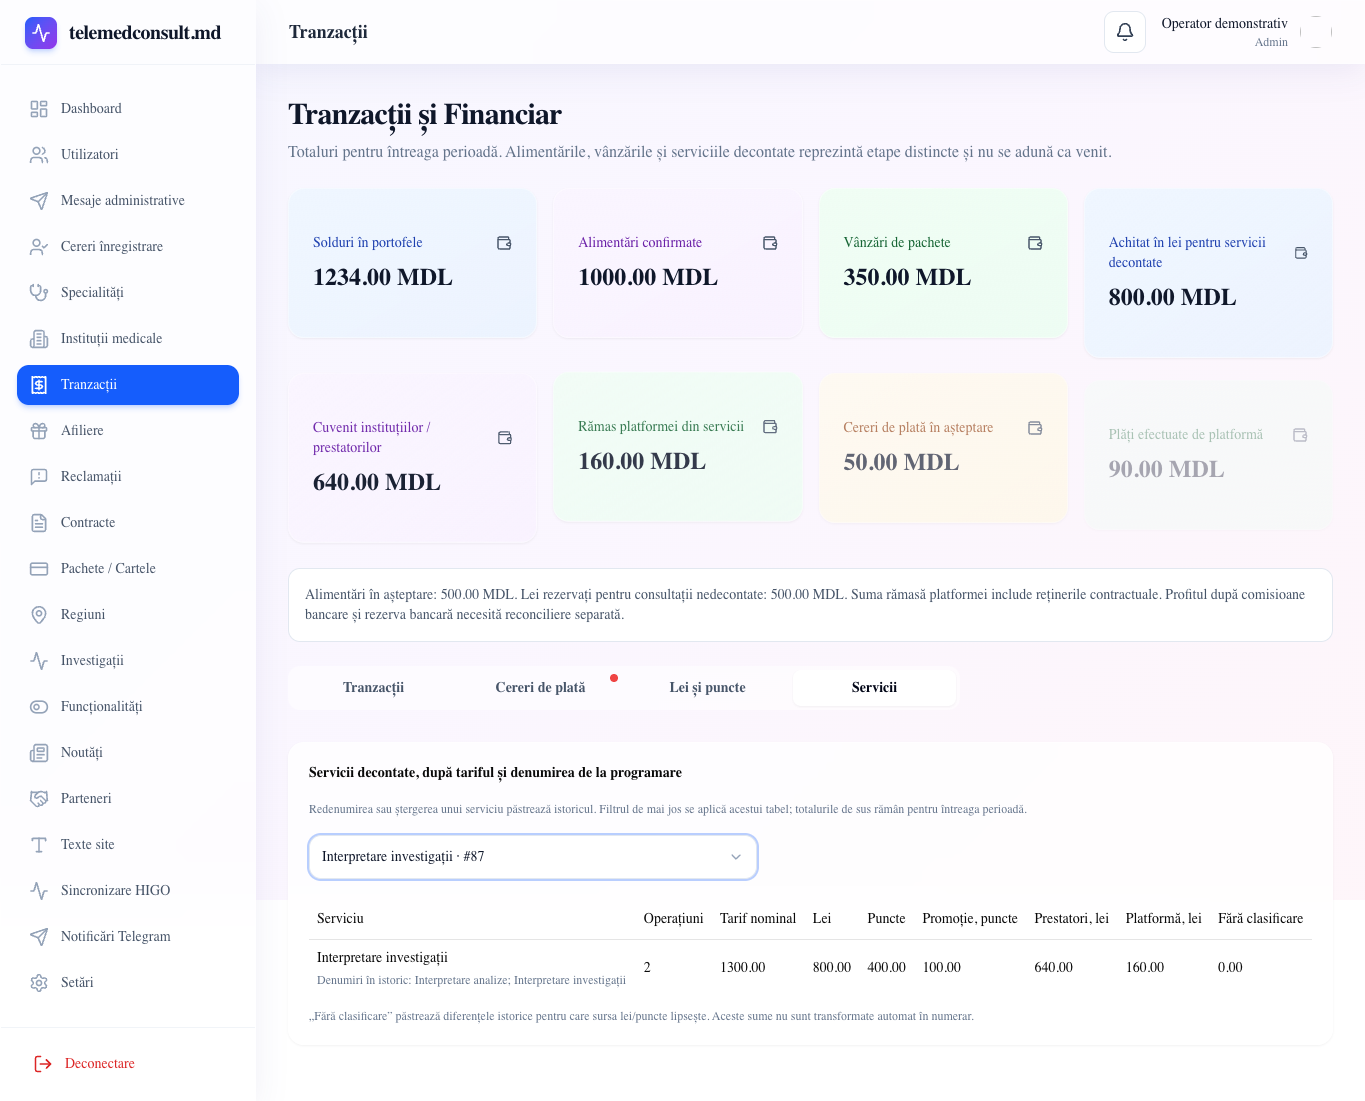 telemedconsult.md
Tranzacții
Operator demonstrativ
Admin
Dashboard
Utilizatori
Mesaje administrative
Cereri înregistrare
Specialități
Instituții medicale
Tranzacții
Afiliere
Reclamații
Contracte
Pachete / Cartele
Regiuni
Investigații
Funcționalități
Noutăți
Parteneri
Texte site
Sincronizare HIGO
Notificări Telegram
Setări
Deconectare
Tranzacții și Financiar
Totaluri pentru întreaga perioadă. Alimentările, vânzările și serviciile decontate reprezintă etape distincte și nu se adună ca venit.
Solduri în portofele
1234.00 MDL
Alimentări confirmate
1000.00 MDL
Vânzări de pachete
350.00 MDL
Achitat în lei pentru servicii
decontate
800.00 MDL
Cuvenit instituțiilor /
prestatorilor
640.00 MDL
Rămas platformei din servicii
160.00 MDL
Cereri de plată în așteptare
50.00 MDL
Plăți efectuate de platformă
90.00 MDL
Alimentări în așteptare: 500.00 MDL. Lei rezervați pentru consultații nedecontate: 500.00 MDL. Suma rămasă platformei include reținerile contractuale. Profitul după comisioane
bancare și rezerva bancară necesită reconciliere separată.
Tranzacții
Cereri de plată
Lei și puncte
Servicii
Servicii decontate, după tariful și denumirea de la programare
Redenumirea sau ștergerea unui serviciu păstrează istoricul. Filtrul de mai jos se aplică acestui tabel; totalurile de sus rămân pentru întreaga perioadă.
Interpretare investigații · #87
Serviciu Operațiuni Tarif nominal Lei Puncte Promoție, puncte Prestatori, lei Platformă, lei Fără clasificare
Interpretare investigații
Denumiri în istoric: Interpretare analize; Interpretare investigații
2 1300.00 800.00 400.00 100.00 640.00 160.00 0.00
„Fără clasificare” păstrează diferențele istorice pentru care sursa lei/puncte lipsește. Aceste sume nu sunt transformate automat în numerar.